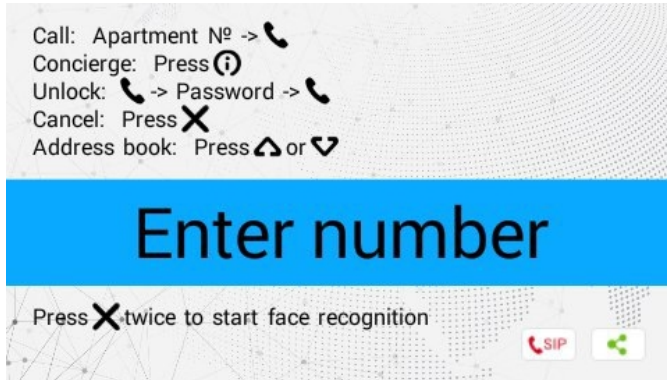 Call: Apartment Nº ->
Concierge: Press
Unlock: -> Password ->
Cancel: Press
Address book: Press or
Enter number
Press twice to start face recognition
SIP